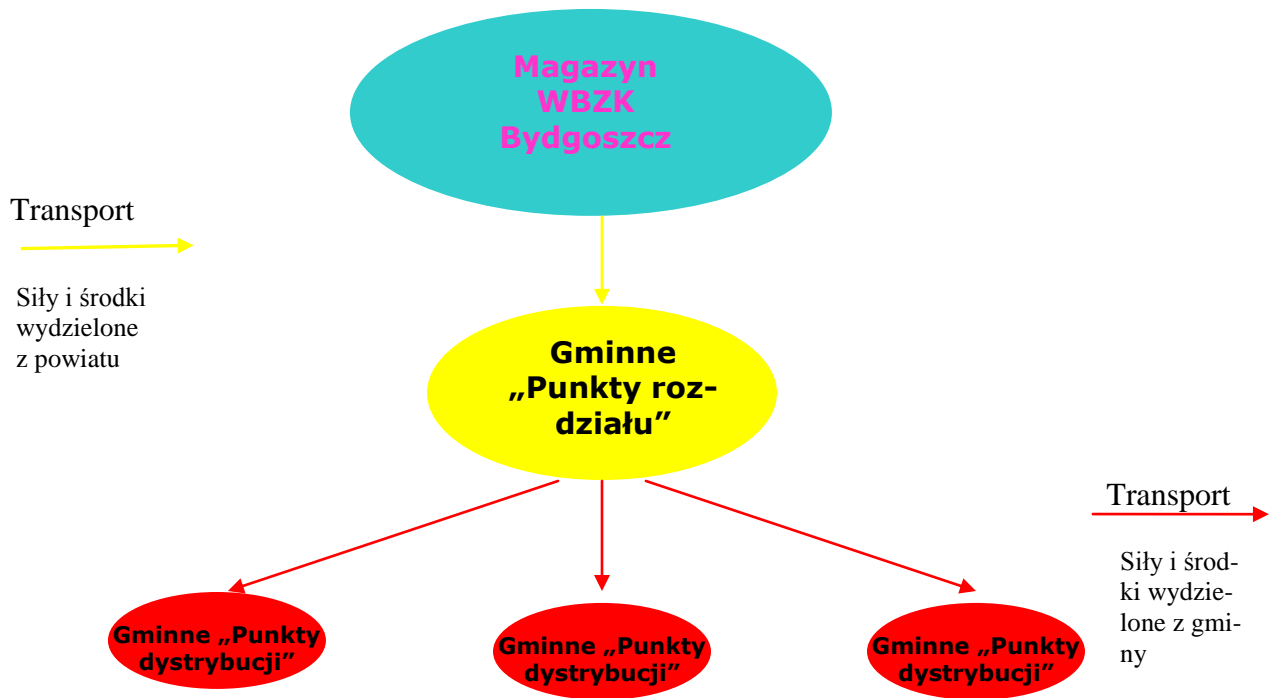 Magazyn
WBZK
Bydgoszcz
Transport
Siły i środki
wydzielone
z powiatu
Gminne
„Punkty roz-
działu”
Transport
Siły i środ-
ki wydzie-
lone z gmi-
ny
Gminne „Punkty
dystrybucji”
Gminne „Punkty
dystrybucji”
Gminne „Punkty
dystrybucji”